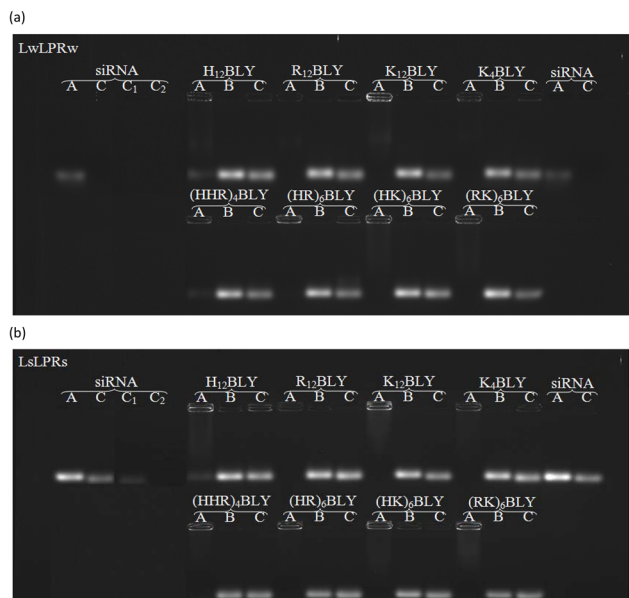 (a)
LwLPRw
siRNA H₁₂BLY R₁₂BLY K₁₂BLY K₄BLY siRNA
A C C₁ C₂ A B C A B C A B C A B C A C
(HHR)₄BLY (HR)₆BLY (HK)₆BLY (RK)₆BLY
A B C A B C A B C A B C
(b)
LsLPRs
siRNA H₁₂BLY R₁₂BLY K₁₂BLY K₄BLY siRNA
A C C₁ C₂ A B C A B C A B C A B C A C
(HHR)₄BLY (HR)₆BLY (HK)₆BLY (RK)₆BLY
A B C A B C A B C A B C